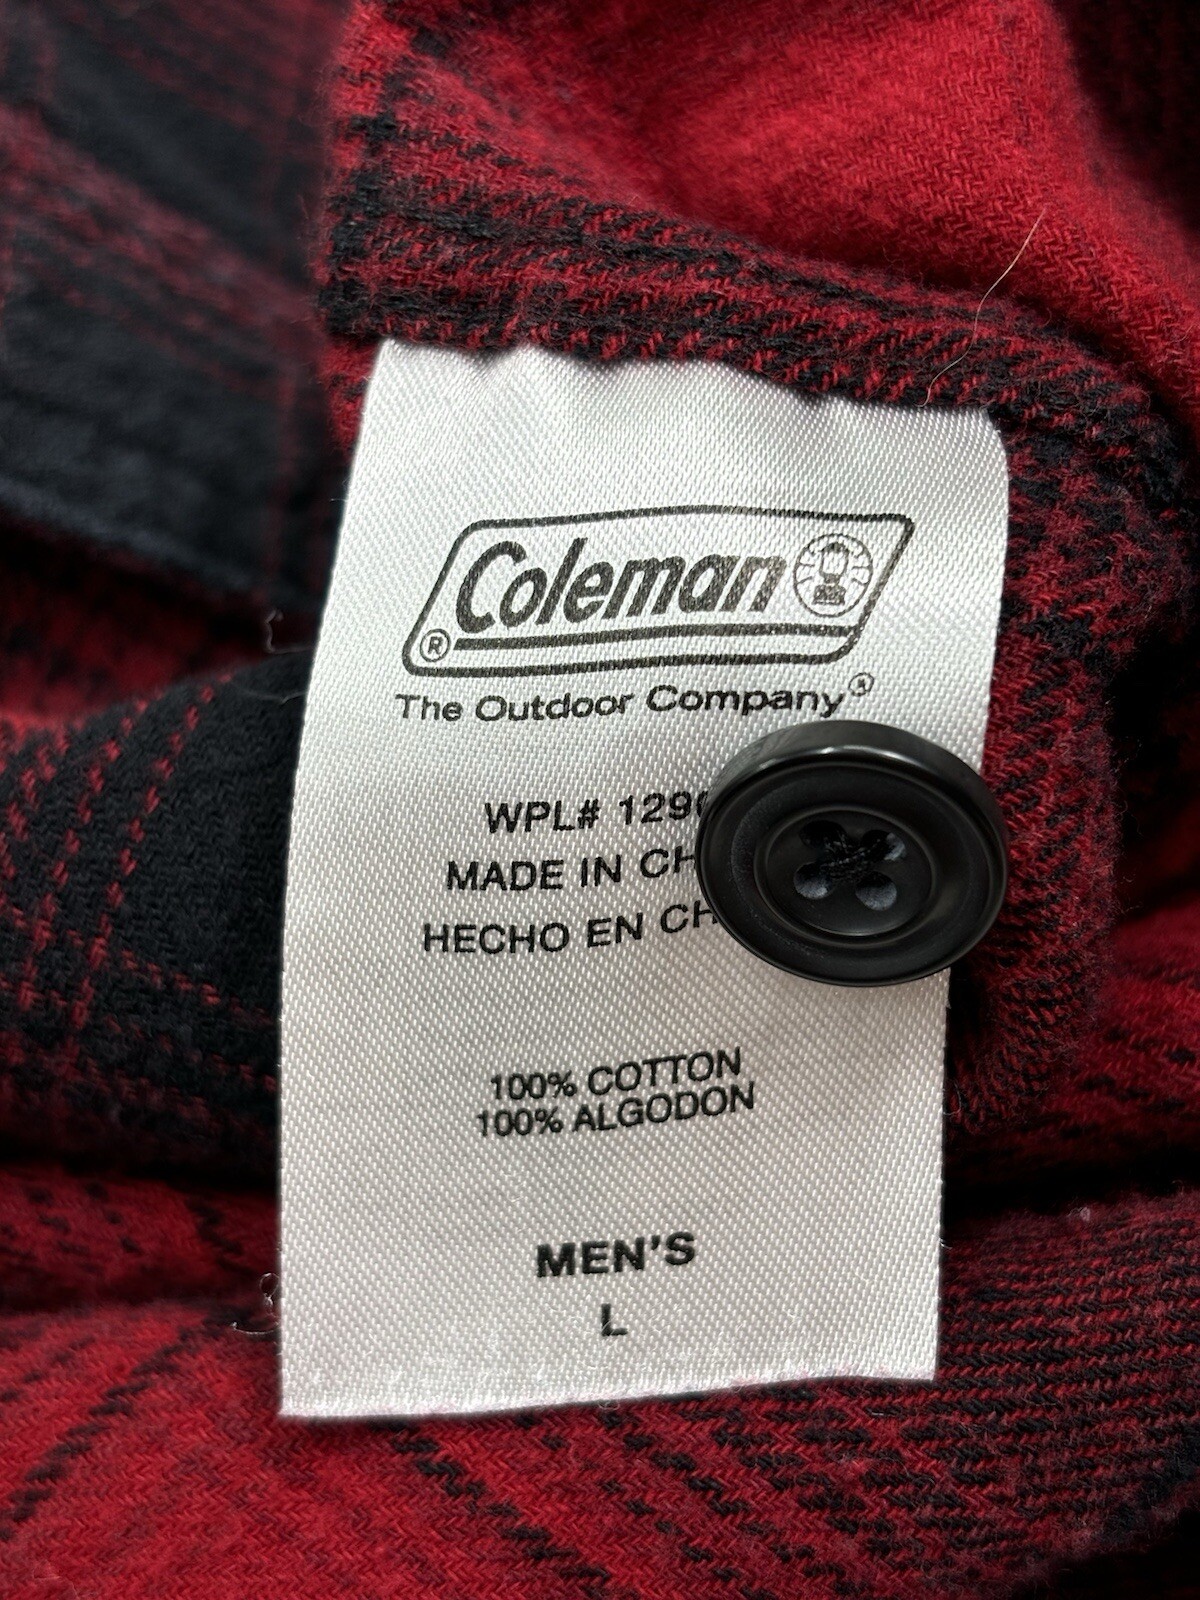 Coleman ®
The Outdoor Company®
WPL# 129
MADE IN CH
HECHO EN CH
100% COTTON
100% ALGODON
MEN'S
L